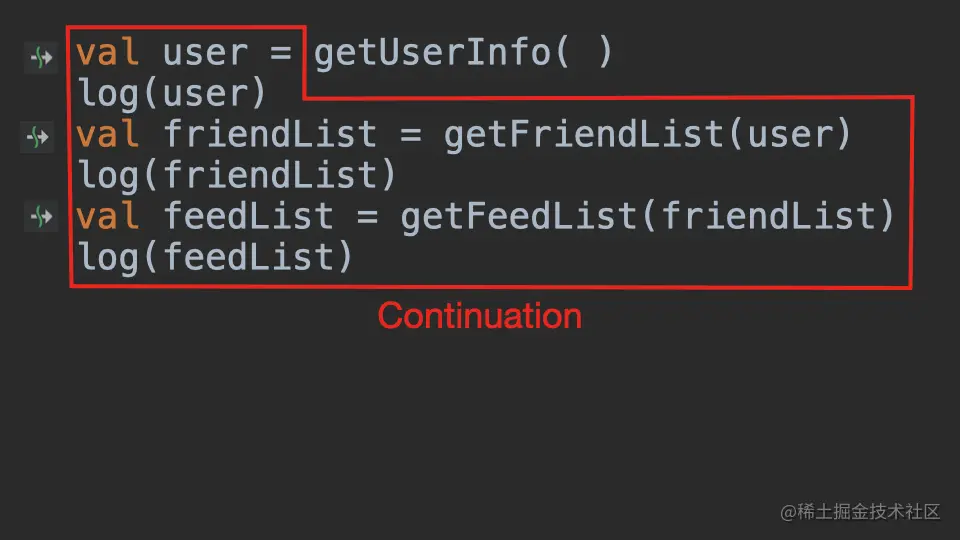 val user = getUserInfo( )
log(user)
val friendList = getFriendList(user)
log(friendList)
val feedList = getFeedList(friendList)
log(feedList)
Continuation
@稀土掘金技术社区